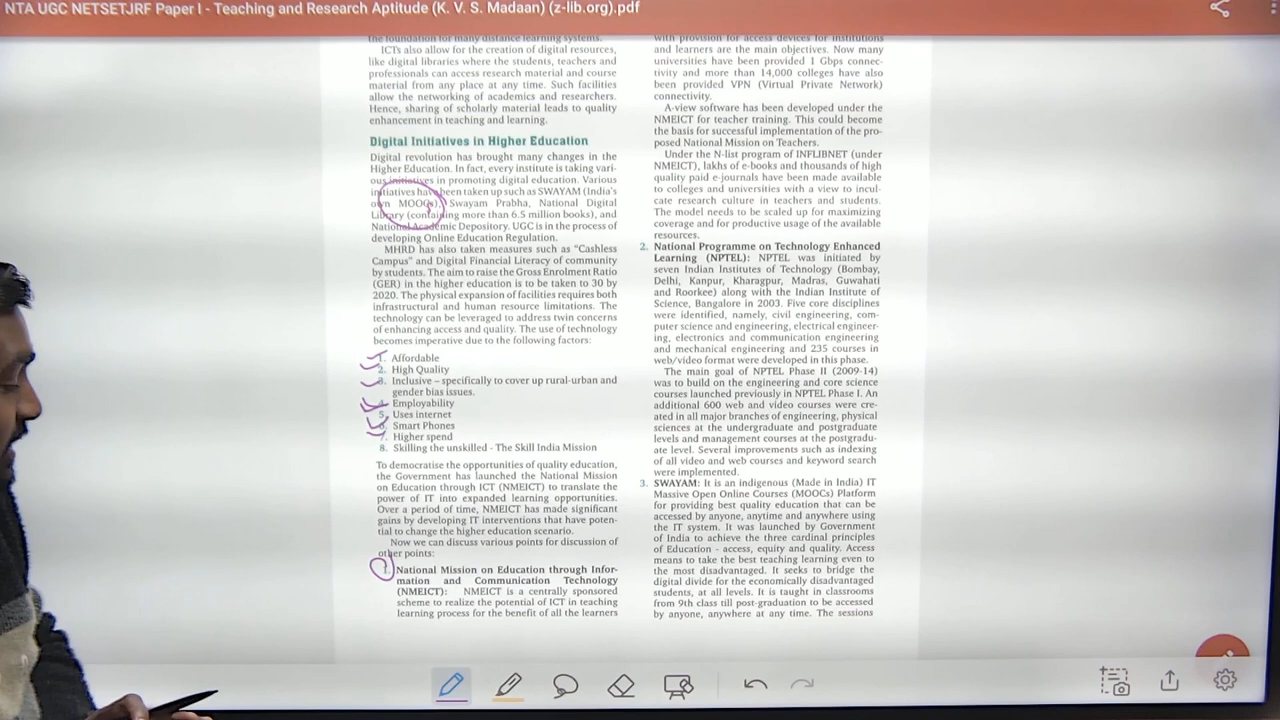 NTA UGC NETSETJRF Paper I - Teaching and Research Aptitude (K. V. S. Madaan) (z-lib.org).pdf
the foundation for many distance learning systems.
ICTs also allow for the creation of digital resources,
like digital libraries where the students, teachers and
professionals can access research material and course
material from any place at any time. Such facilities
allow the networking of academics and researchers.
Hence, sharing of scholarly material leads to quality
enhancement in teaching and learning.
Digital Initiatives in Higher Education
Digital revolution has brought many changes in the
Higher Education. In fact, every institute is taking vari-
ous initiatives in promoting digital education. Various
initiatives have been taken up such as SWAYAM (India's
own MOOCs), Swayam Prabha, National Digital
Library (containing more than 6.5 million books), and
National Academic Depository. UGC is in the process of
developing Online Education Regulation.
MHRD has also taken measures such as "Cashless
Campus" and Digital Financial Literacy of community
by students. The aim to raise the Gross Enrolment Ratio
(GER) in the higher education is to be taken to 30 by
2020. The physical expansion of facilities requires both
infrastructural and human resource limitations. The
technology can be leveraged to address twin concerns
of enhancing access and quality. The use of technology
becomes imperative due to the following factors:
1. Affordable
2. High Quality
3. Inclusive – specifically to cover up rural-urban and
gender bias issues.
4. Employability
5. Uses internet
6. Smart Phones
7. Higher spend
8. Skilling the unskilled - The Skill India Mission
To democratise the opportunities of quality education,
the Government has launched the National Mission
on Education through ICT (NMEICT) to translate the
power of IT into expanded learning opportunities.
Over a period of time, NMEICT has made significant
gains by developing IT interventions that have poten-
tial to change the higher education scenario.
Now we can discuss various points for discussion of
other points:
1. National Mission on Education through Infor-
mation and Communication Technology
(NMEICT): NMEICT is a centrally sponsored
scheme to realize the potential of ICT in teaching
learning process for the benefit of all the learners
with provision for access devices for institutions
and learners are the main objectives. Now many
universities have been provided 1 Gbps connec-
tivity and more than 14,000 colleges have also
been provided VPN (Virtual Private Network)
connectivity.
A-view software has been developed under the
NMEICT for teacher training. This could become
the basis for successful implementation of the pro-
posed National Mission on Teachers.
Under the N-list program of INFLIBNET (under
NMEICT), lakhs of e-books and thousands of high
quality paid e-journals have been made available
to colleges and universities with a view to incul-
cate research culture in teachers and students.
The model needs to be scaled up for maximizing
coverage and for productive usage of the available
resources.
2. National Programme on Technology Enhanced
Learning (NPTEL): NPTEL was initiated by
seven Indian Institutes of Technology (Bombay,
Delhi, Kanpur, Kharagpur, Madras, Guwahati
and Roorkee) along with the Indian Institute of
Science, Bangalore in 2003. Five core disciplines
were identified, namely, civil engineering, com-
puter science and engineering, electrical engineer-
ing, electronics and communication engineering
and mechanical engineering and 235 courses in
web/video format were developed in this phase.
The main goal of NPTEL Phase II (2009-14)
was to build on the engineering and core science
courses launched previously in NPTEL Phase I. An
additional 600 web and video courses were cre-
ated in all major branches of engineering, physical
sciences at the undergraduate and postgraduate
levels and management courses at the postgradu-
ate level. Several improvements such as indexing
of all video and web courses and keyword search
were implemented.
3. SWAYAM: It is an indigenous (Made in India) IT
Massive Open Online Courses (MOOCs) Platform
for providing best quality education that can be
accessed by anyone, anytime and anywhere using
the IT system. It was launched by Government
of India to achieve the three cardinal principles
of Education - access, equity and quality. Access
means to take the best teaching learning even to
the most disadvantaged. It seeks to bridge the
digital divide for the economically disadvantaged
students, at all levels. It is taught in classrooms
from 9th class till post-graduation to be accessed
by anyone, anywhere at any time. The sessions